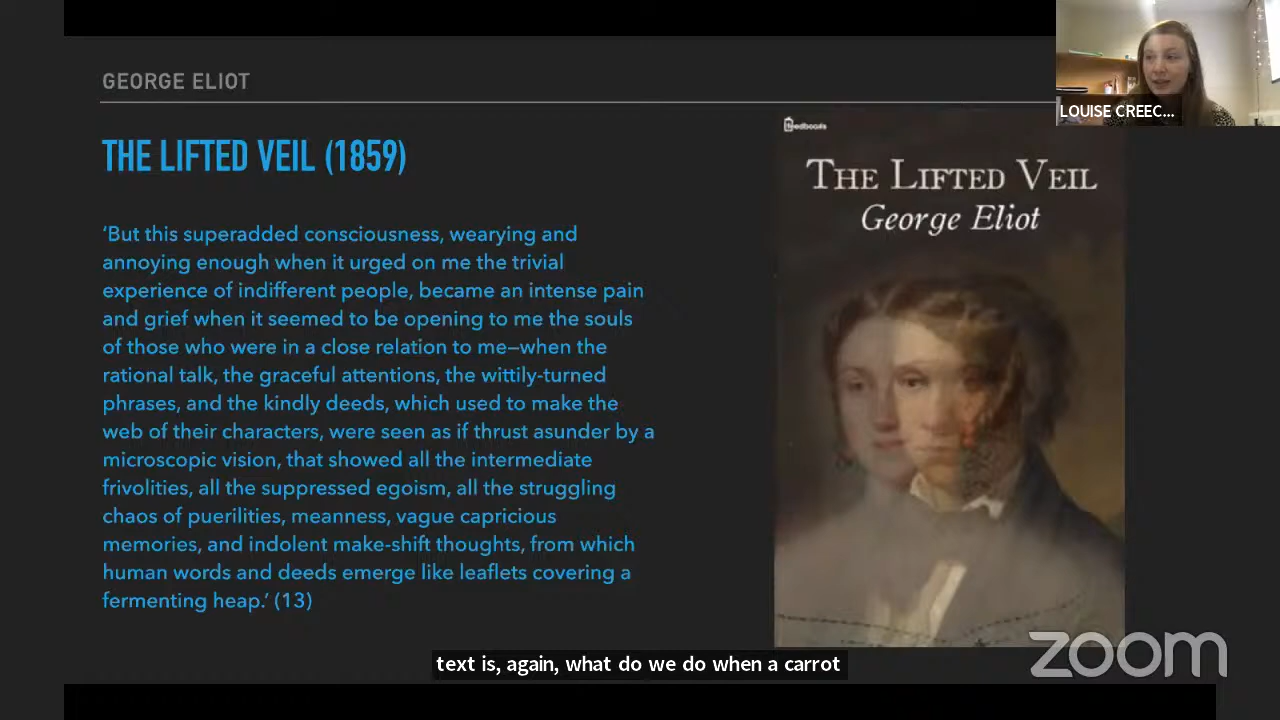 GEORGE ELIOT
THE LIFTED VEIL (1859)
‘But this superadded consciousness, wearying and
annoying enough when it urged on me the trivial
experience of indifferent people, became an intense pain
and grief when it seemed to be opening to me the souls
of those who were in a close relation to me—when the
rational talk, the graceful attentions, the wittily-turned
phrases, and the kindly deeds, which used to make the
web of their characters, were seen as if thrust asunder by a
microscopic vision, that showed all the intermediate
frivolities, all the suppressed egoism, all the struggling
chaos of puerilities, meanness, vague capricious
memories, and indolent make-shift thoughts, from which
human words and deeds emerge like leaflets covering a
fermenting heap.’ (13)
feedbooks
THE LIFTED VEIL
George Eliot
LOUISE CREEC...
text is, again, what do we do when a carrot
zoom